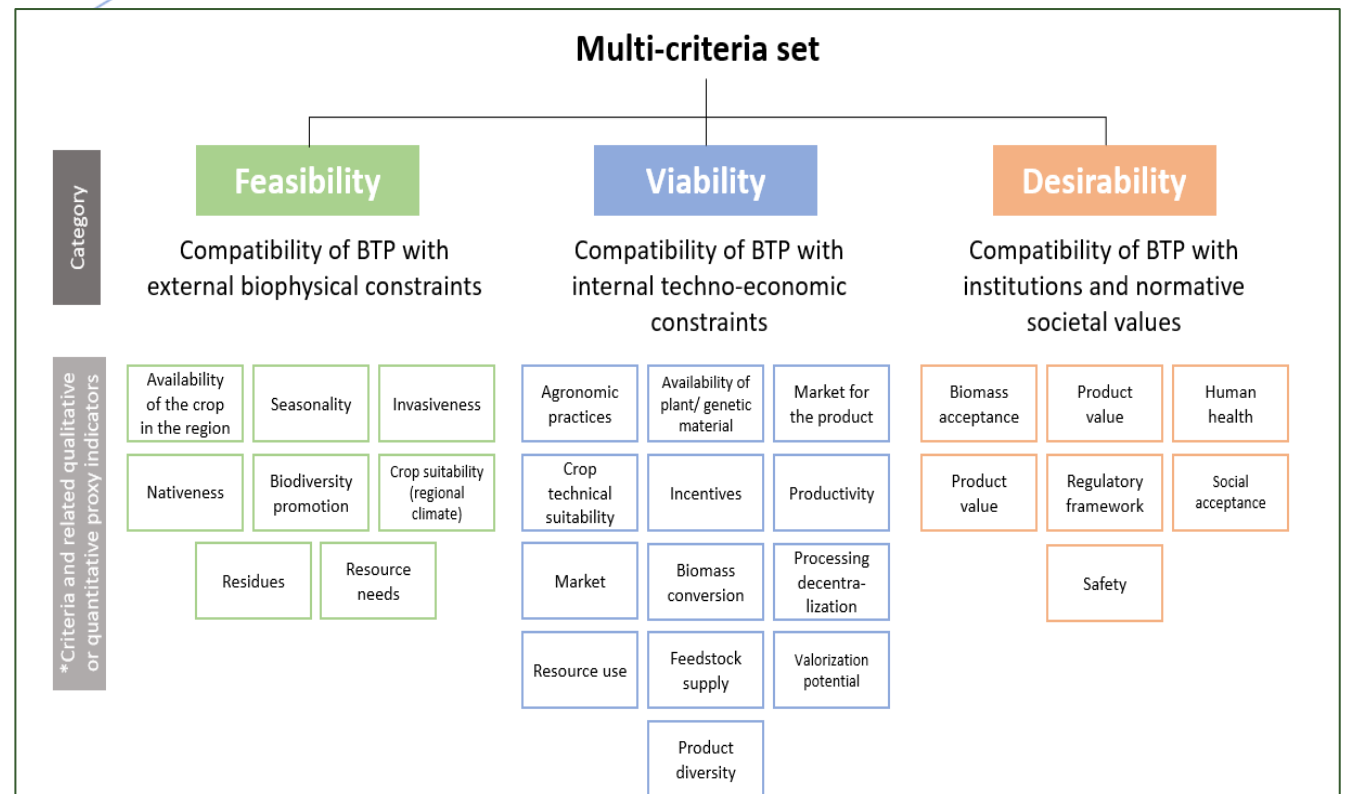 Multi-criteria set
Category
Feasibility
Viability
Desirability
Compatibility of BTP with
external biophysical constraints
Compatibility of BTP with
internal techno-economic
constraints
Compatibility of BTP with
institutions and normative
societal values
*Criteria and related qualitative
or quantitative proxy indicators
Availability
of the crop
in the region
Seasonality
Invasiveness
Nativeness
Biodiversity
promotion
Crop suitability
(regional
climate)
Residues
Resource
needs
Agronomic
practices
Availability of
plant/ genetic
material
Market for
the product
Crop
technical
suitability
Incentives
Productivity
Market
Biomass
conversion
Processing
decentra-
lization
Resource use
Feedstock
supply
Valorization
potential
Product
diversity
Biomass
acceptance
Product
value
Human
health
Product
value
Regulatory
framework
Social
acceptance
Safety